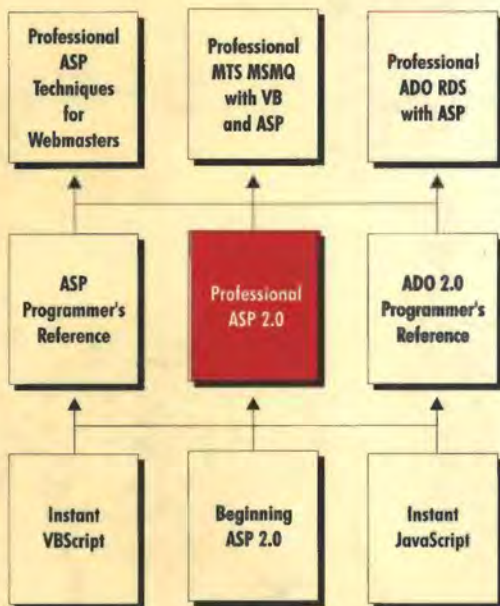 Professional
ASP
Techniques
for
Webmasters
Professional
MTS MSMQ
with VB
and ASP
Professional
ADO RDS
with ASP
ASP
Programmer's
Reference
Professional
ASP 2.0
ADO 2.0
Programmer's
Reference
Instant
VBScript
Beginning
ASP 2.0
Instant
JavaScript